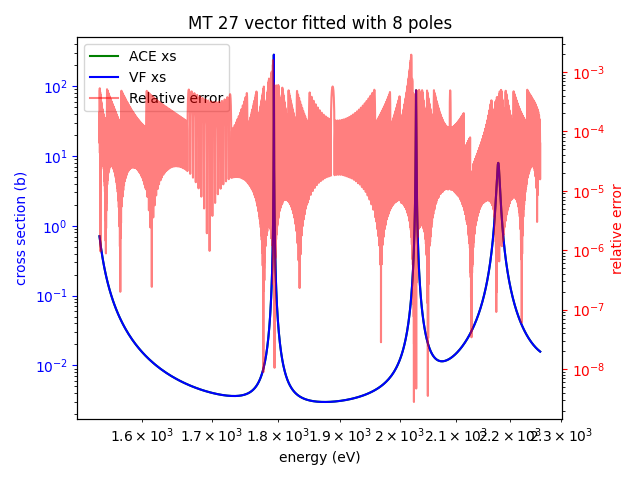 MT 27 vector fitted with 8 poles
ACE xs
VF xs
Relative error
10²
10¹
10⁰
10⁻¹
10⁻²
cross section (b)
10⁻³
10⁻⁴
10⁻⁵
10⁻⁶
10⁻⁷
10⁻⁸
relative error
1.6 × 10³ 1.7 × 10³ 1.8 × 10³ 1.9 × 10³ 2 × 10³ 2.1 × 10³ 2.2 × 10³ 2.3 × 10³
energy (eV)